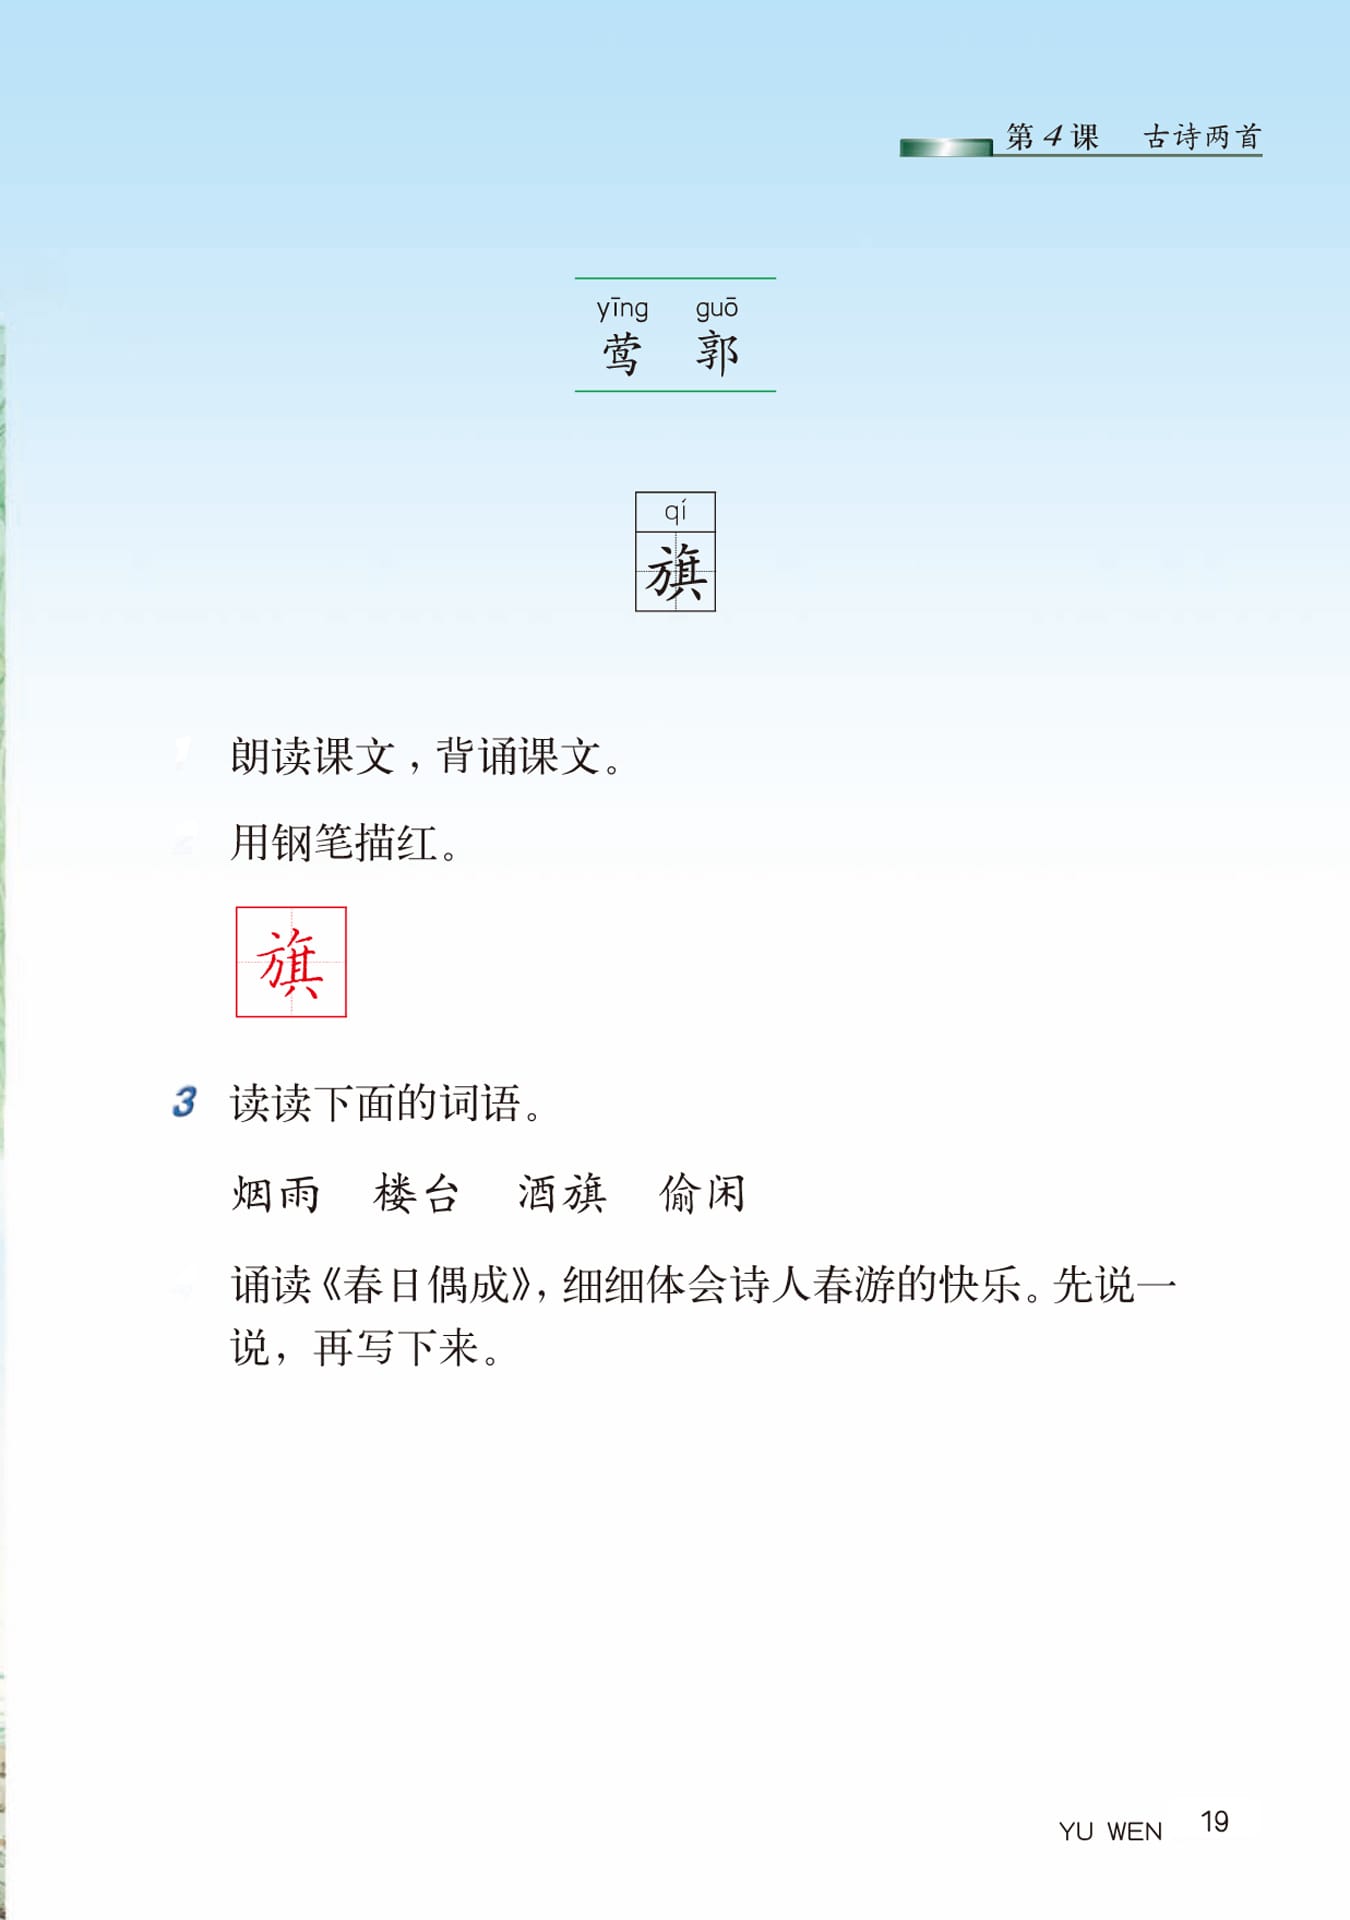 第4课 古诗两首
yīng guō
莺 郭
qí
旗
1 朗读课文，背诵课文。
2 用钢笔描红。
旗
3 读读下面的词语。
烟雨 楼台 酒旗 偷闲
4 诵读《春日偶成》，细细体会诗人春游的快乐。先说一
说，再写下来。
YU WEN 19